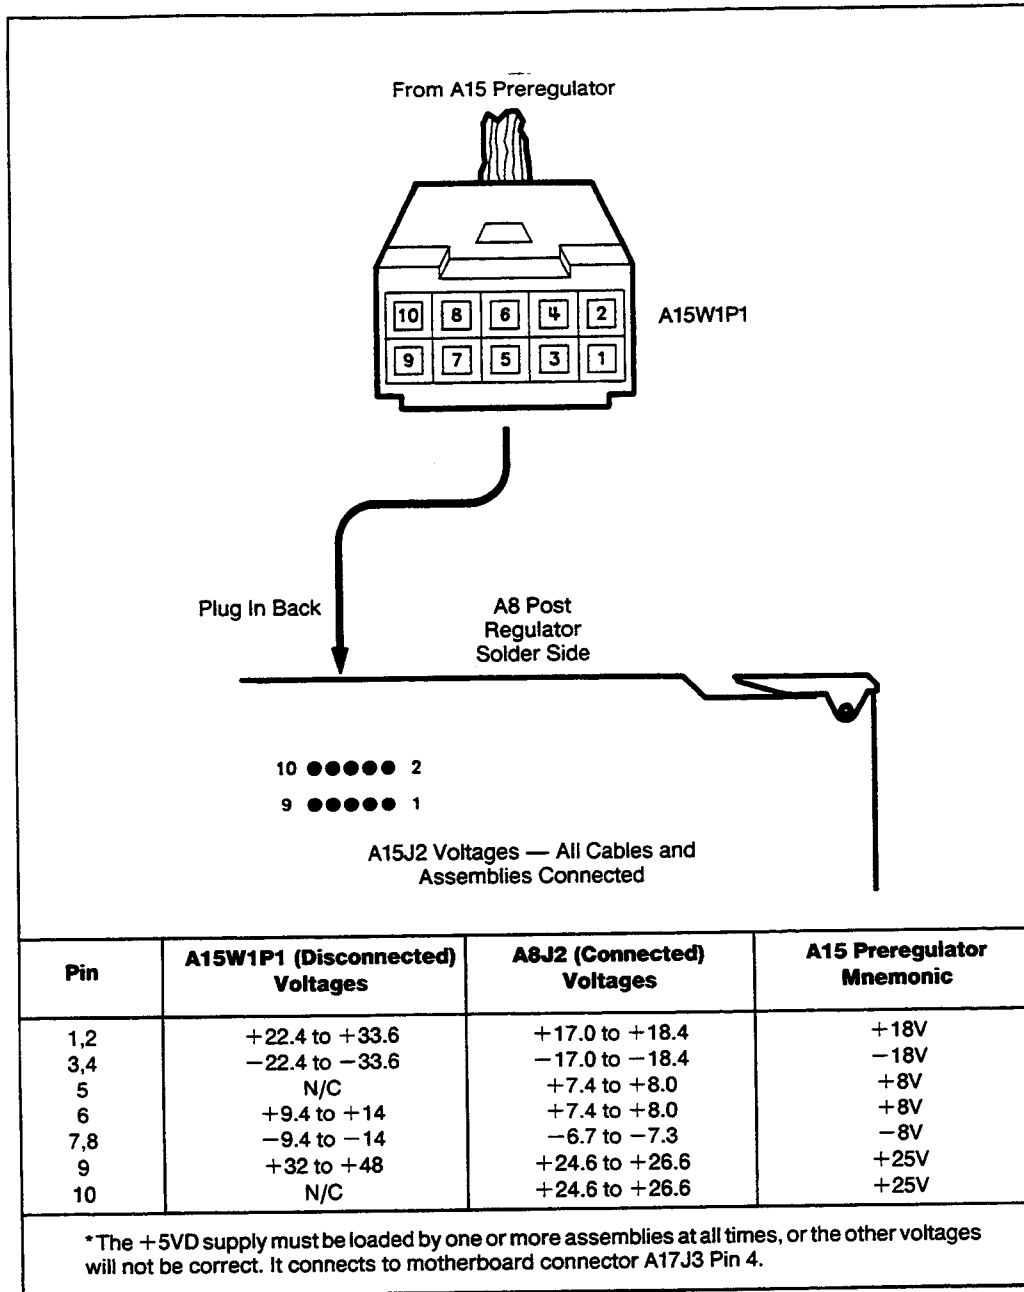 From A15 Preregulator
10 8 6 4 2
A15W1P1
9 7 5 3 1
Plug In Back
A8 Post
Regulator
Solder Side
10 2
9 1
A15J2 Voltages — All Cables and
Assemblies Connected
Pin A15W1P1 (Disconnected) Voltages A8J2 (Connected) Voltages A15 Preregulator Mnemonic
1,2 +22.4 to +33.6 +17.0 to +18.4 +18V
3,4 −22.4 to −33.6 −17.0 to −18.4 −18V
5 N/C +7.4 to +8.0 +8V
6 +9.4 to +14 +7.4 to +8.0 +8V
7,8 −9.4 to −14 −6.7 to −7.3 −8V
9 +32 to +48 +24.6 to +26.6 +25V
10 N/C +24.6 to +26.6 +25V
*The +5VD supply must be loaded by one or more assemblies at all times, or the other voltages
will not be correct. It connects to motherboard connector A17J3 Pin 4.